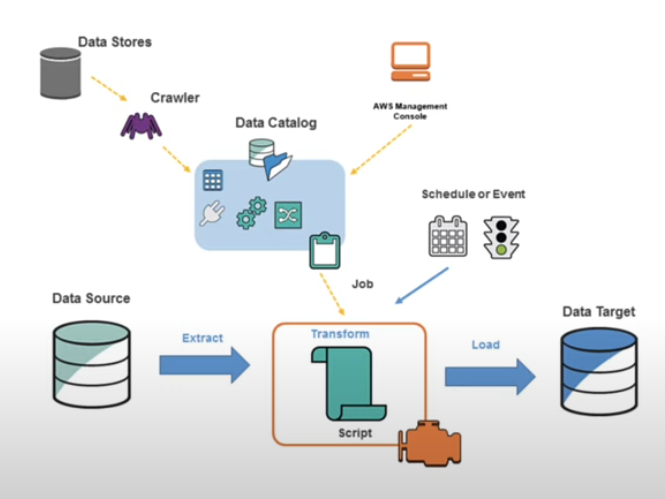 Data Stores
Crawler
AWS Management
Console
Data Catalog
Schedule or Event
Job
Data Source
Extract
Transform
Script
Load
Data Target